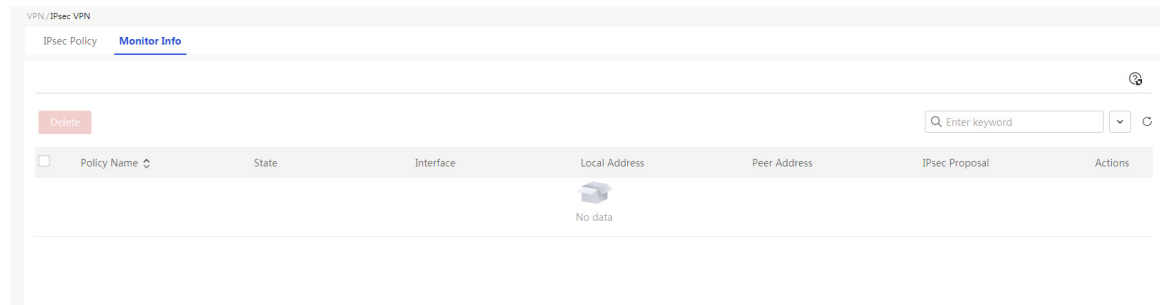 VPN / IPsec VPN
IPsec Policy Monitor Info
Delete Enter keyword
Policy Name State Interface Local Address Peer Address IPsec Proposal Actions
No data